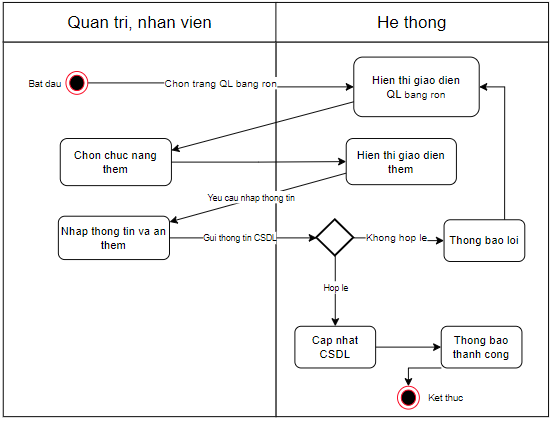 Quan tri, nhan vien
He thong
Bat dau
Chon trang QL bang ron
Hien thi giao dien
QL bang ron
Chon chuc nang
them
Hien thi giao dien
them
Yeu cau nhap thong tin
Nhap thong tin va an
them
Gui thong tin CSDL
Khong hop le
Thong bao loi
Hop le
Cap nhat
CSDL
Thong bao
thanh cong
Ket thuc